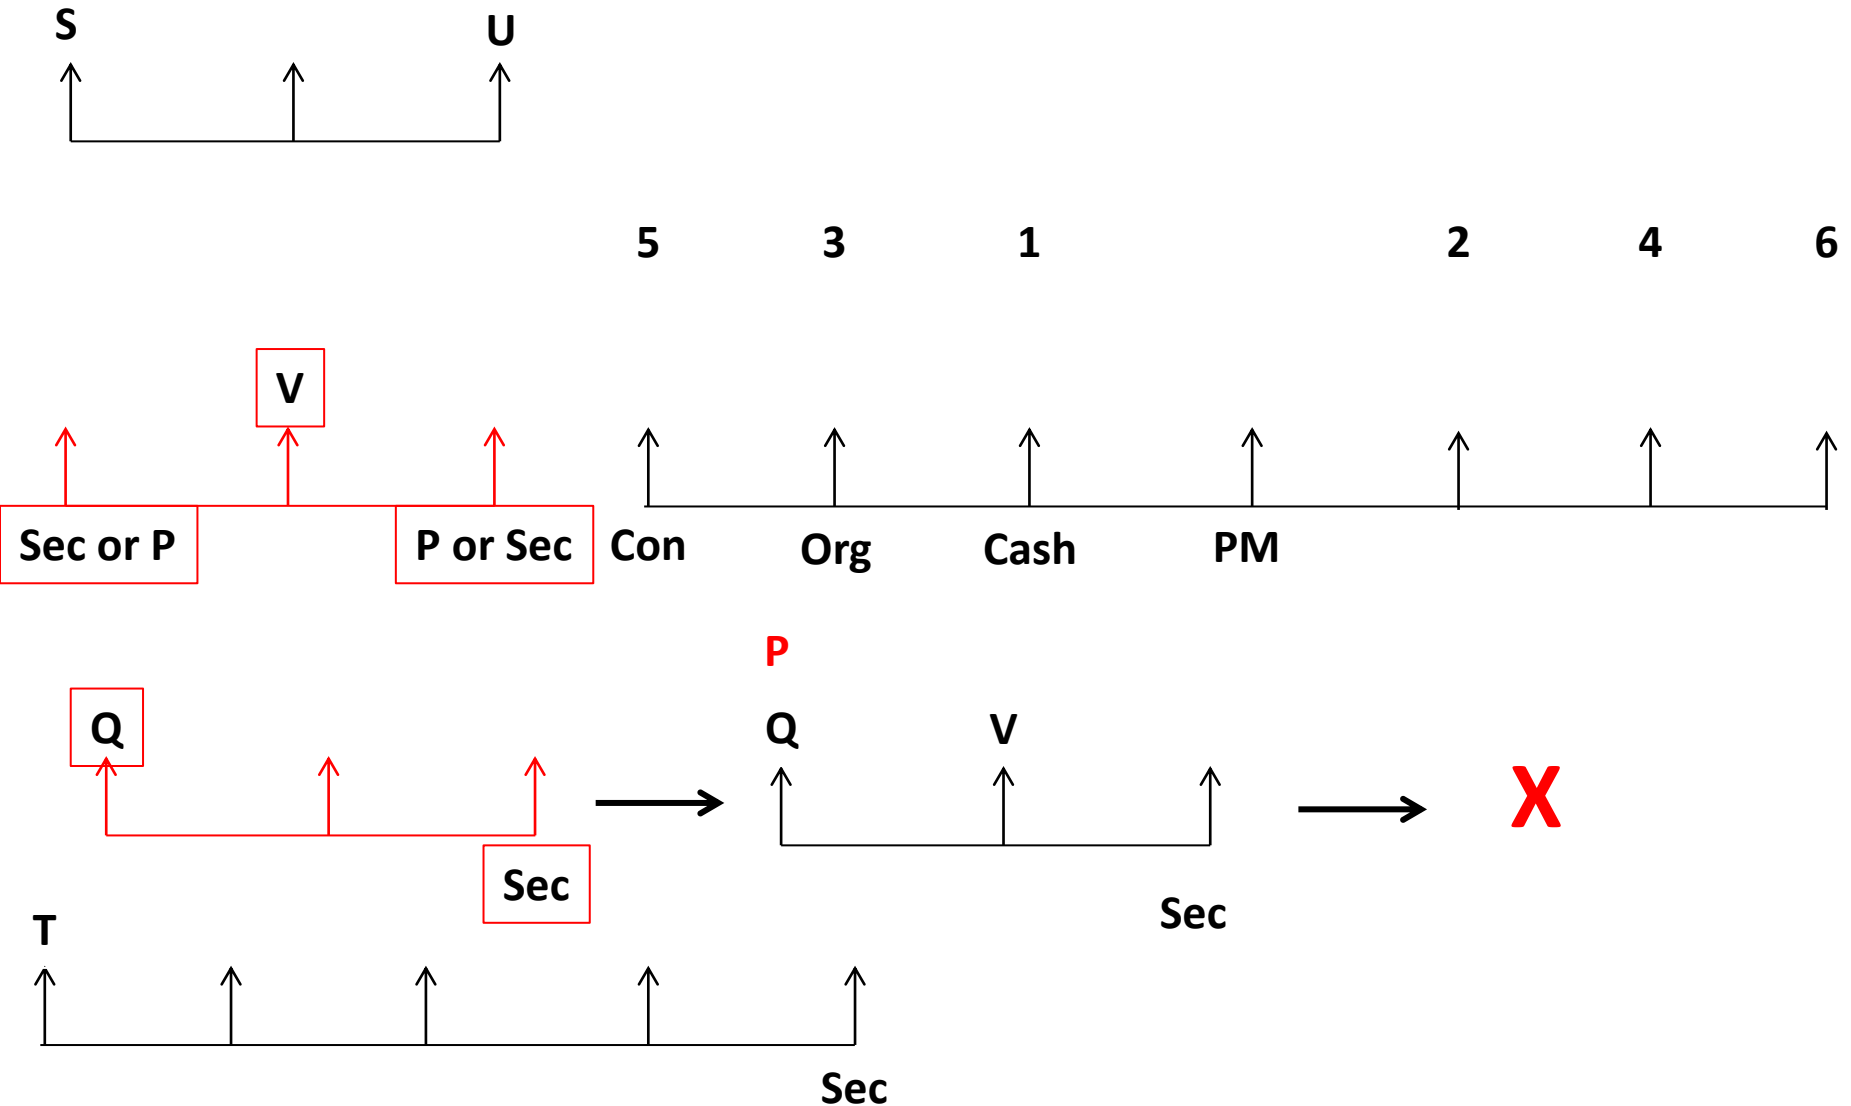 S U
5 3 1 2 4 6
V
Sec or P P or Sec Con Org Cash PM
P
Q Q V
X
Sec
Sec
T
Sec